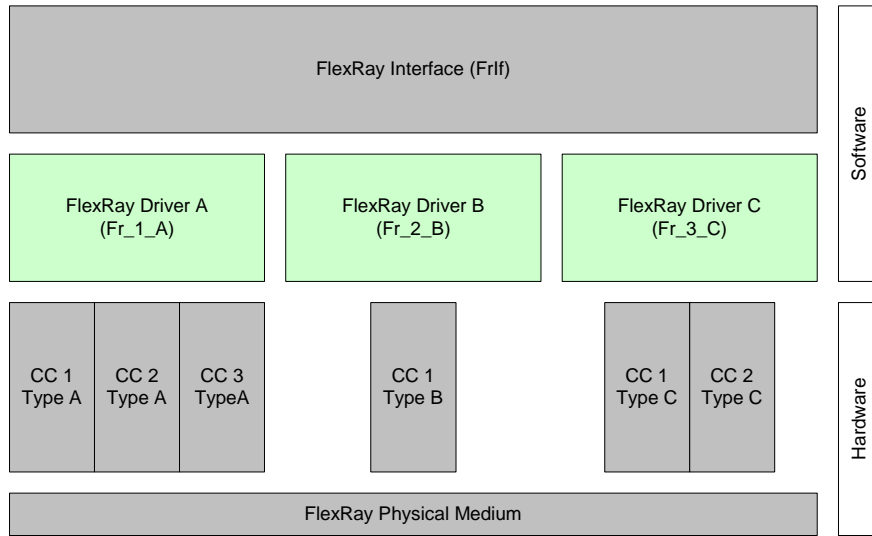 FlexRay Interface (FrIf)
Software
FlexRay Driver A
(Fr_1_A)
FlexRay Driver B
(Fr_2_B)
FlexRay Driver C
(Fr_3_C)
CC 1
Type A
CC 2
Type A
CC 3
TypeA
CC 1
Type B
CC 1
Type C
CC 2
Type C
Hardware
FlexRay Physical Medium